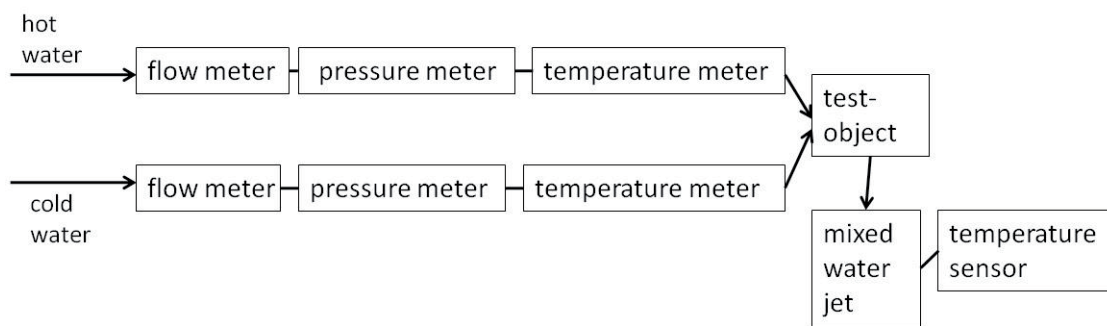 hot
water
flow meter
pressure meter
temperature meter
test-
object
cold
water
flow meter
pressure meter
temperature meter
mixed
water
jet
temperature
sensor